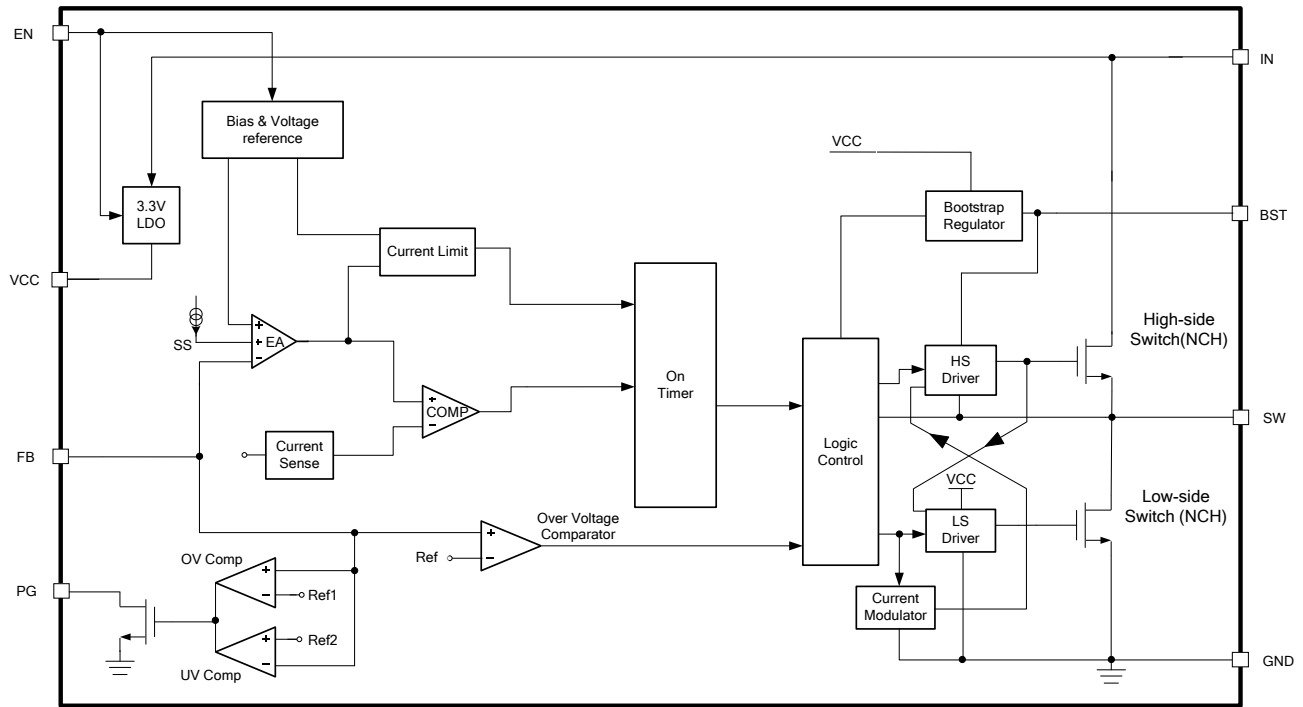 EN
IN
Bias & Voltage
reference
VCC
3.3V
LDO
Bootstrap
Regulator
BST
Current Limit
VCC
SS
+
+
-
EA
High-side
Switch(NCH)
HS
Driver
On
Timer
+
-
COMP
SW
Current
Sense
FB
Logic
Control
VCC
Low-side
Switch (NCH)
LS
Driver
Over Voltage
Comparator
+
-
Ref
OV Comp
+
-
Ref1
PG
Current
Modulator
+
-
Ref2
UV Comp
GND